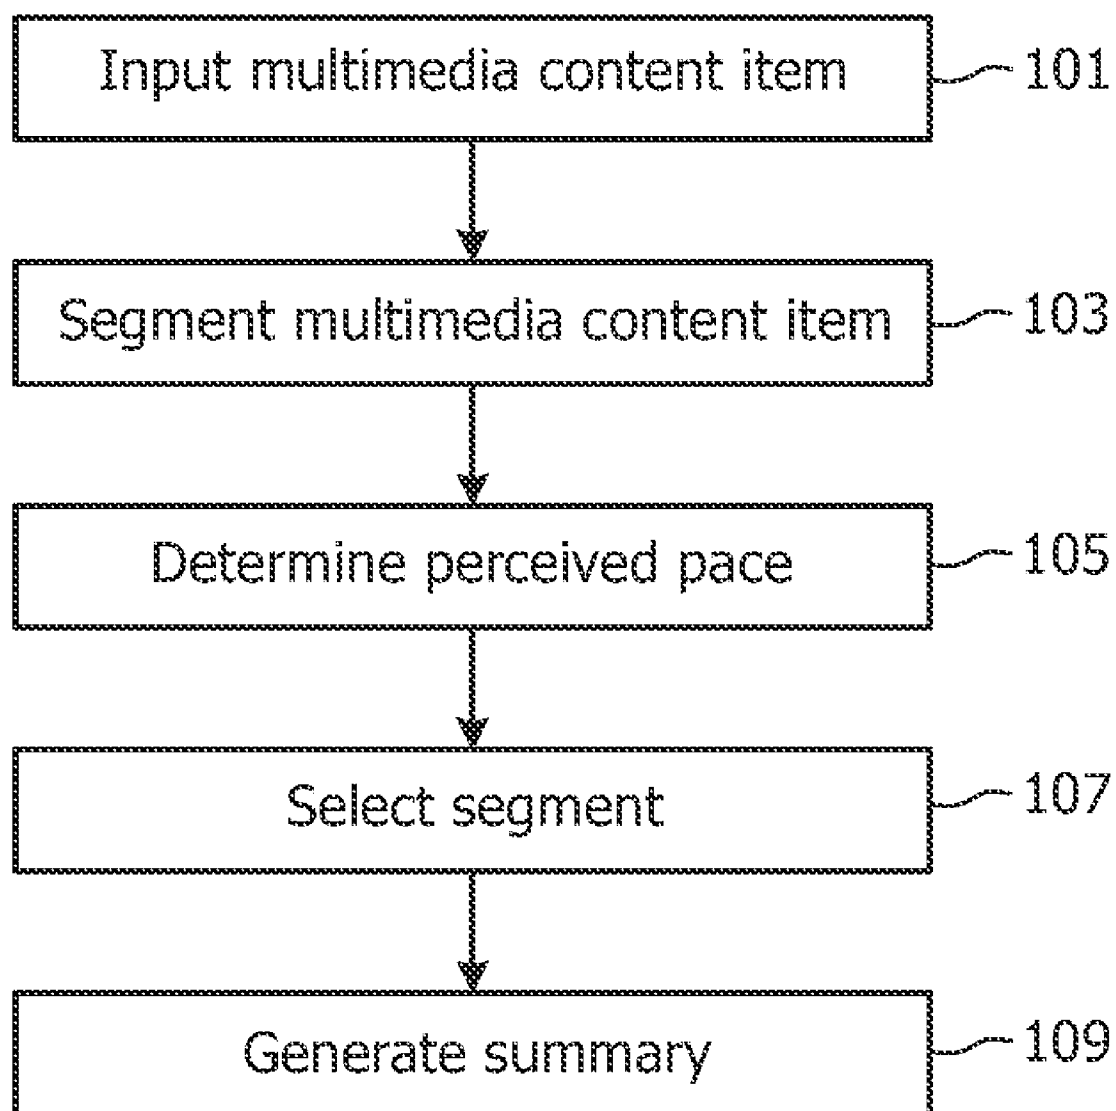 Input multimedia content item 101
Segment multimedia content item 103
Determine perceived pace 105
Select segment 107
Generate summary 109